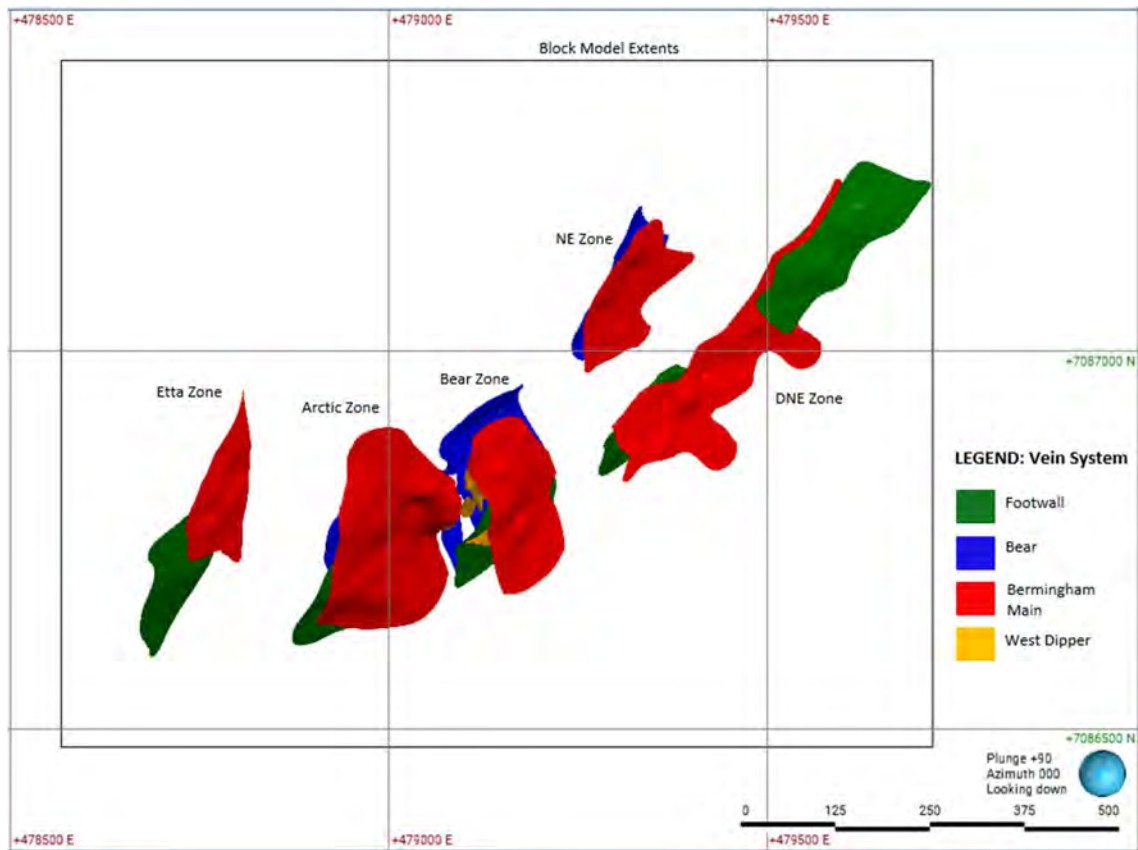 +478500 E
+479000 E
+479500 E
Block Model Extents
NE Zone
+7087000 N
Etta Zone
Bear Zone
Arctic Zone
DNE Zone
LEGEND: Vein System
Footwall
Bear
Bermingham
Main
West Dipper
+7086500 N
Plunge +90
Azimuth 000
Looking down
0 125 250 375 500
+478500 E
+479000 E
+479500 E